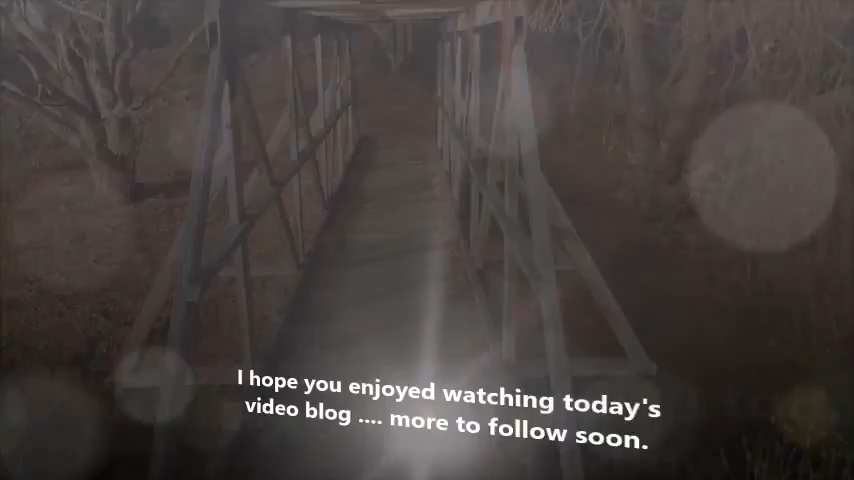 I hope you enjoyed watching today's
video blog .... more to follow soon.